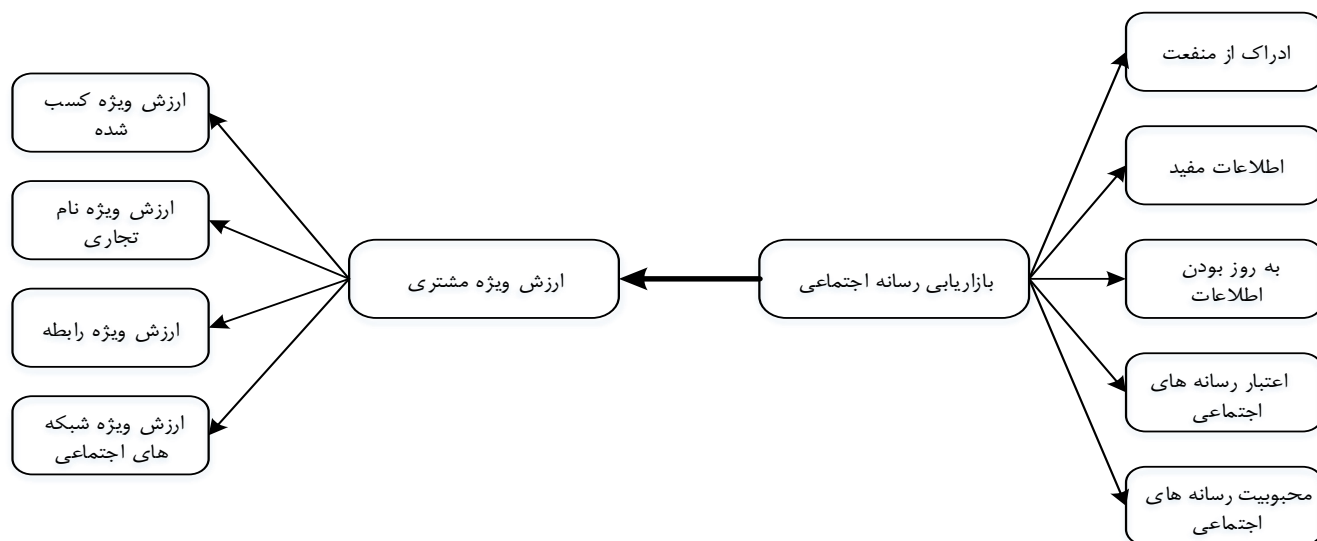 ادراک از منفعت
اطلاعات مفید
به روز بودن
اطلاعات
اعتبار رسانه های
اجتماعی
محبوبیت رسانه های
اجتماعی
بازاریابی رسانه اجتماعی
ارزش ویژه مشتری
ارزش ویژه کسب
شده
ارزش ویژه نام
تجاری
ارزش ویژه رابطه
ارزش ویژه شبکه
های اجتماعی